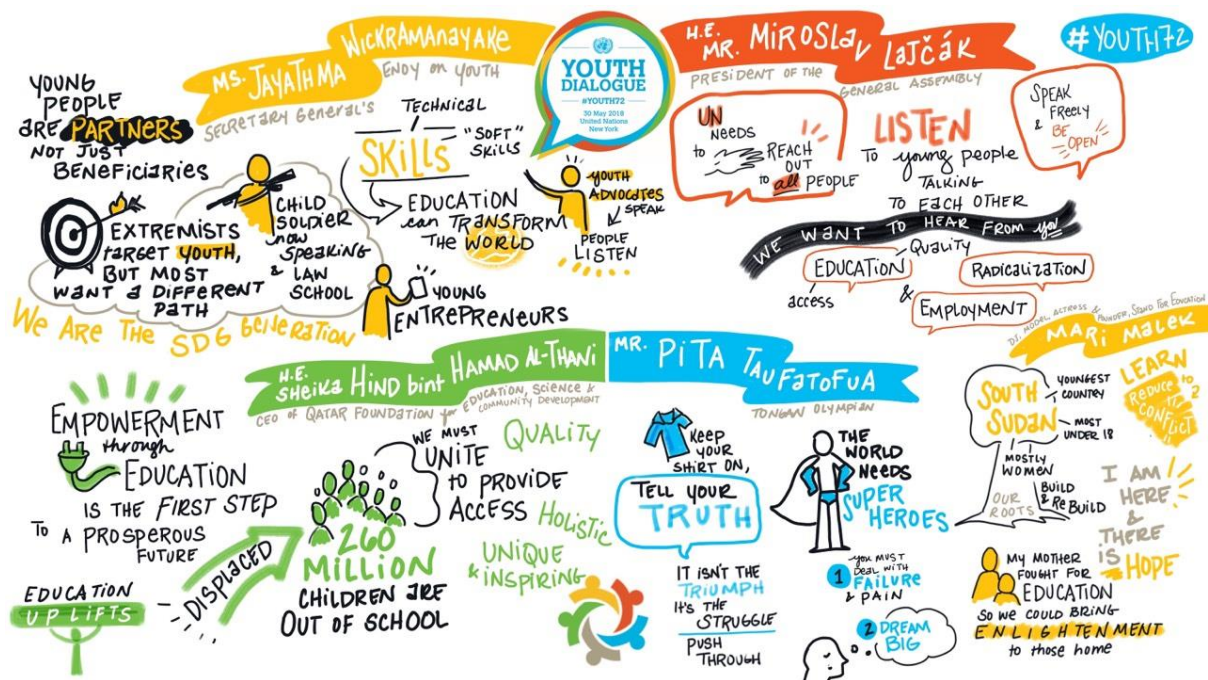 MS. JAYATHMA WICKRAMANAYAKE
SECRETARY GENERAL'S ENOY ON YOUTH
YOUNG
PEOPLE
ARE PARTNERS
NOT JUST
BENEFICIARIES
EXTREMISTS
TARGET YOUTH,
BUT MOST
WANT A DIFFERENT
PATH
CHILD
SOLDIER
now
SPEAKING
& LAW
SCHOOL
WE ARE THE SDG GENERATION
TECHNICAL
SKILLS
"SOFT"
SKILLS
EDUCATION
can TRANSFORM
THE WORLD
YOUTH
ADVOCATES
SPEAK
PEOPLE
LISTEN
YOUNG
ENTREPRENEURS
YOUTH
DIALOGUE
#YOUTH72
30 May 2018
United Nations
New York
H.E.
MR. MIROSLAV LAJČÁK
PRESIDENT OF THE GENERAL ASSEMBLY
#YOUTH72
UN
NEEDS
to REACH
OUT
to all PEOPLE
LISTEN
TO young people
TALKING
TO EACH OTHER
SPEAK
FREELY
& BE
OPEN
WE WANT TO HEAR FROM you
EDUCATION
QUALITY
access
&
EMPLOYMENT
RADICALIZATION
H.E.
SHEIKA HIND bint HAMAD AL-THANI
CEO OF QATAR FOUNDATION for EDUCATION, SCIENCE &
COMMUNITY DEVELOPMENT
EMPOWERMENT
through
EDUCATION
IS THE FIRST STEP
TO A PROSPEROUS
FUTURE
EDUCATION
UPLIFTS
DISPLACED
260
MILLION
CHILDREN ARE
OUT OF SCHOOL
WE MUST
UNITE
to PROVIDE
ACCESS
QUALITY
HOLISTIC
UNIQUE
& INSPIRING
MR. PITA TAUFATOFUA
TONGAN OLYMPIAN
KEEP
YOUR
SHIRT ON,
TELL YOUR
TRUTH
IT ISN'T THE
TRIUMPH
IT'S THE
STRUGGLE
PUSH
THROUGH
THE
WORLD
NEEDS
SUPER
HEROES
1 you MUST
DEAL WITH
FAILURE
& PAIN
2 DREAM
BIG
DJ, MODEL, ACTRESS & FOUNDER, STAND FOR EDUCATION
MARI MALEK
SOUTH
SUDAN
YOUNGEST
COUNTRY
MOST
UNDER 18
MOSTLY
WOMEN
BUILD
& REBUILD
OUR
ROOTS
LEARN
to
REDUCE
CONFLICT
I AM
HERE
&
THERE
IS
HOPE
MY MOTHER
FOUGHT FOR
EDUCATION
SO WE COULD BRING
ENLIGHTENMENT
to those home